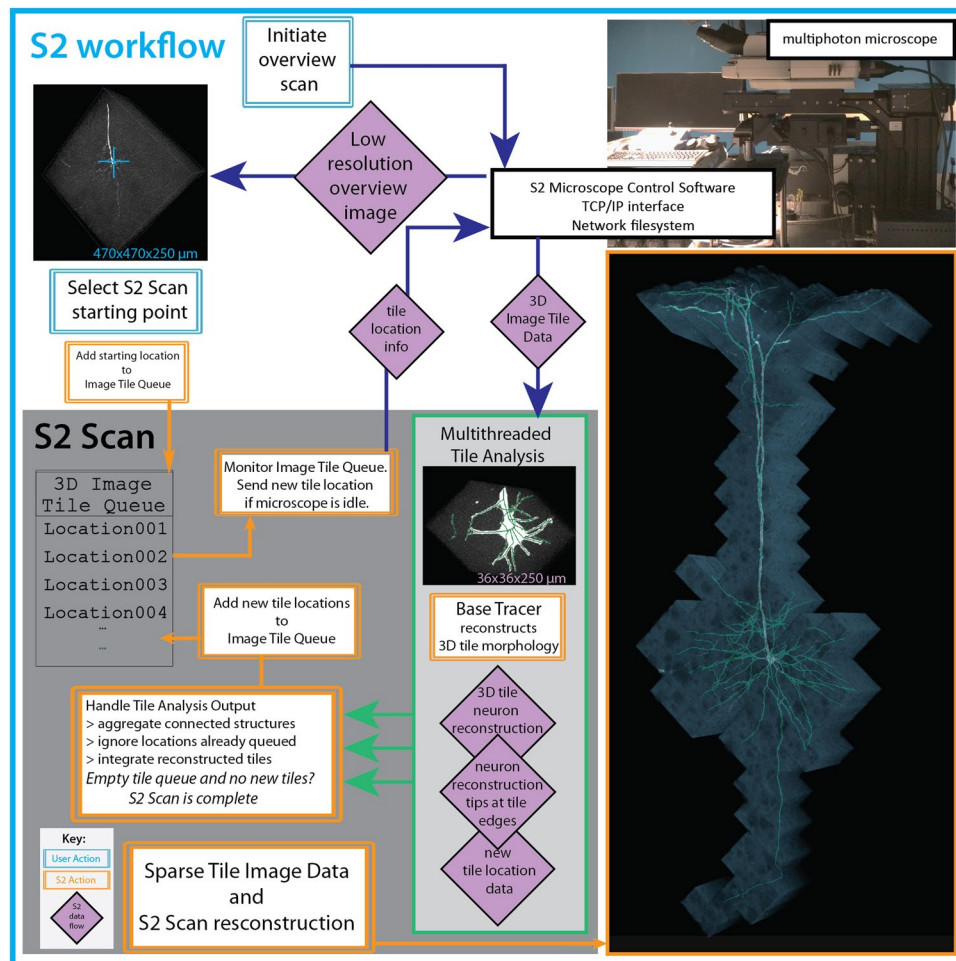 S2 workflow
Initiate
overview
scan
multiphoton microscope
Low
resolution
overview
image
S2 Microscope Control Software
TCP/IP interface
Network filesystem
470x470x250 µm
Select S2 Scan
starting point
tile
location
info
3D
Image Tile
Data
Add starting location
to
Image Tile Queue
S2 Scan
3D Image
Tile Queue
Location001
Location002
Location003
Location004
...
...
Monitor Image Tile Queue.
Send new tile location
if microscope is idle.
Multithreaded
Tile Analysis
36x36x250 µm
Add new tile locations
to
Image Tile Queue
Base Tracer
reconstructs
3D tile morphology
Handle Tile Analysis Output
> aggregate connected structures
> ignore locations already queued
> integrate reconstructed tiles
Empty tile queue and no new tiles?
S2 Scan is complete
3D tile
neuron
reconstruction
neuron
reconstruction
tips at tile
edges
new
tile location
data
Key:
User Action
S2 Action
S2
data
flow
Sparse Tile Image Data
and
S2 Scan resconstruction